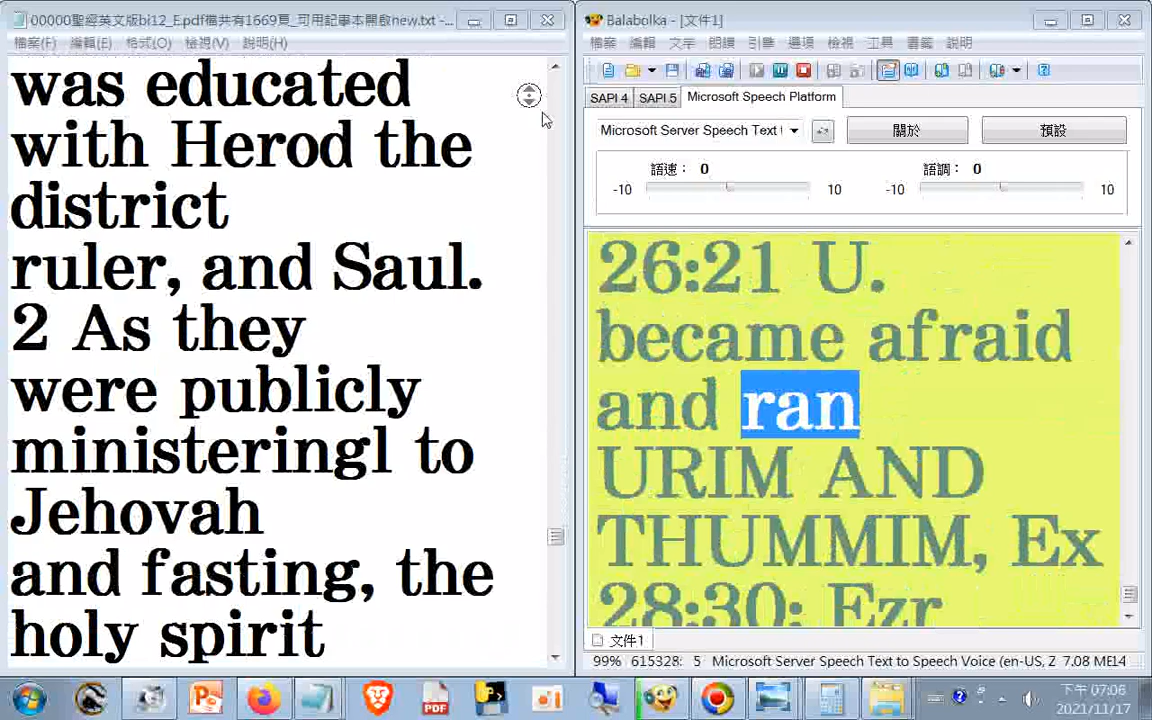 00000聖經英文版bi12_E.pdf檔共有1669頁_可用記事本開啟new.txt -...
檔案(F) 編輯(E) 格式(O) 檢視(V) 說明(H)
was educated
with Herod the
district
ruler, and Saul.
2 As they
were publicly
ministeringl to
Jehovah
and fasting, the
holy spirit
Balabolka - [文件1]
檔案 編輯 文字 朗讀 引擎 選項 檢視 工具 書籤 說明
SAPI 4 SAPI 5 Microsoft Speech Platform
Microsoft Server Speech Text 關於 預設
語速： 0 語調： 0
-10 10 -10 10
26:21 U.
became afraid
and ran
URIM AND
THUMMIM, Ex
28:30; Ezr
文件1
99% 615328: 5 Microsoft Server Speech Text to Speech Voice (en-US, Z 7.08 ME14
PDF
下午 07:06
2021/11/17